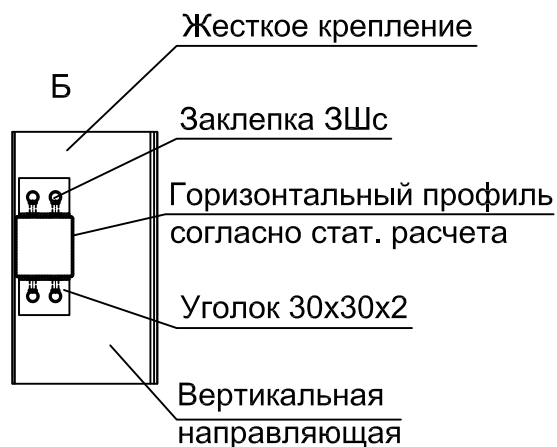 Жесткое крепление
Б
Заклепка ЗШс
Горизонтальный профиль
согласно стат. расчета
Уголок 30х30х2
Вертикальная
направляющая